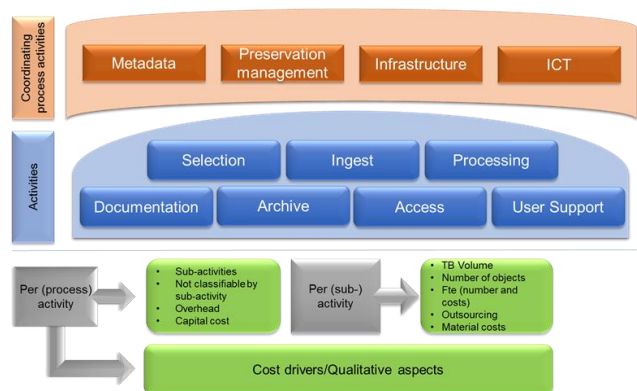 Coordinating
process activities
Metadata
Preservation
management
Infrastructure
ICT
Activities
Selection
Ingest
Processing
Documentation
Archive
Access
User Support
Per (process)
activity
• Sub-activities
• Not classifiable by
sub-activity
• Overhead
• Capital cost
Per (sub-)
activity
• TB Volume
• Number of objects
• Fte (number and
costs)
• Outsourcing
• Material costs
Cost drivers/Qualitative aspects